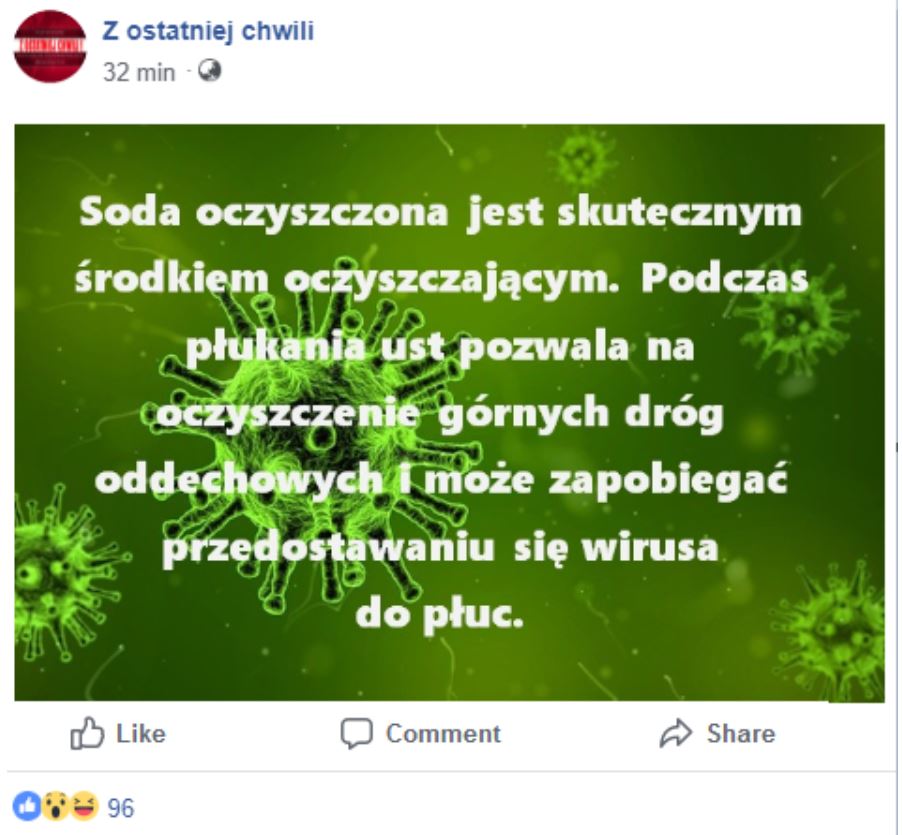 Z ostatniej chwili
32 min ·
Soda oczyszczona jest skutecznym
środkiem oczyszczającym. Podczas
płukania ust pozwala na
oczyszczenie górnych dróg
oddechowych i może zapobiegać
przedostawaniu się wirusa
do płuc.
Like Comment Share
96